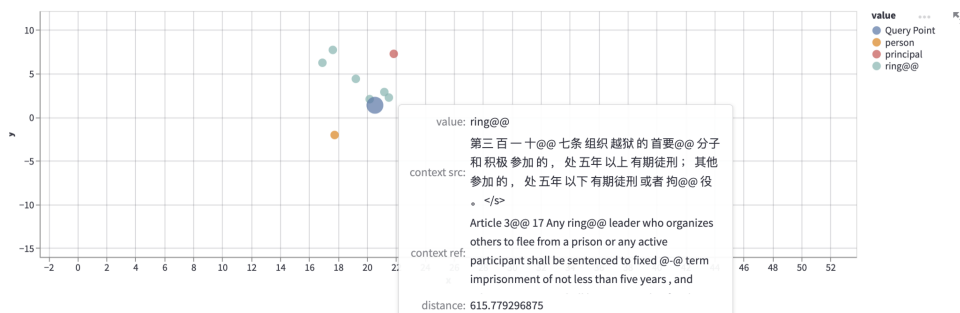 10
5
0
−5
−10
−15
y
−2 0 2 4 6 8 10 12 14 16 18 20 22 44 46 48 50 52
value
Query Point
person
principal
ring@@
value: ring@@
context src: 第三 百 一 十@@ 七条 组织 越狱 的 首要@@ 分子
和 积极 参加 的 ， 处 五年 以上 有期徒刑 ； 其他
参加 的 ， 处 五年 以下 有期徒刑 或者 拘@@ 役
。 </s>
context ref: Article 3@@ 17 Any ring@@ leader who organizes
others to flee from a prison or any active
participant shall be sentenced to fixed @-@ term
imprisonment of not less than five years , and
distance: 615.779296875